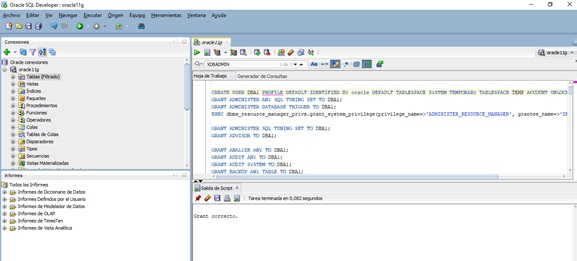 Oracle SQL Developer: oracle11g
Archivo Editar Ver Navegar Ejecutar Origen Equipo Herramientas Ventana Ayuda
Conexiones
Oracle conexiones
oracle11g
Tablas (Filtrado)
Vistas
Índices
Paquetes
Procedimientos
Funciones
Operadores
Colas
Tablas de Colas
Disparadores
Tipos
Secuencias
Vistas Materializadas
Informes
Todos los Informes
Informes de Diccionario de Datos
Informes Definidos por el Usuario
Informes de Modelador de Datos
Informes de OLAP
Informes de TimesTen
Informes de Vista Analítica
oracle11g
oracle11g
XDBADMIN
Aa
Hoja de Trabajo Generador de Consultas
CREATE USER DBA1 PROFILE DEFAULT IDENTIFIED BY oracle DEFAULT TABLESPACE SYSTEM TEMPORARY TABLESPACE TEMP ACCOUNT UNLOCK
GRANT ADMINISTER ANY SQL TUNING SET TO DBA1;
GRANT ADMINISTER DATABASE TRIGGER TO DBA1;
EXEC dbms_resource_manager_privs.grant_system_privilege(privilege_name=>'ADMINISTER_RESOURCE_MANAGER', grantee_name=>
GRANT ADMINISTER SQL TUNING SET TO DBA1;
GRANT ADVISOR TO DBA1;
GRANT ANALYZE ANY TO DBA1;
GRANT AUDIT ANY TO DBA1;
GRANT AUDIT SYSTEM TO DBA1;
GRANT BACKUP ANY TABLE TO DBA1;
Salida de Script
Tarea terminada en 0,082 segundos
Grant correcto.